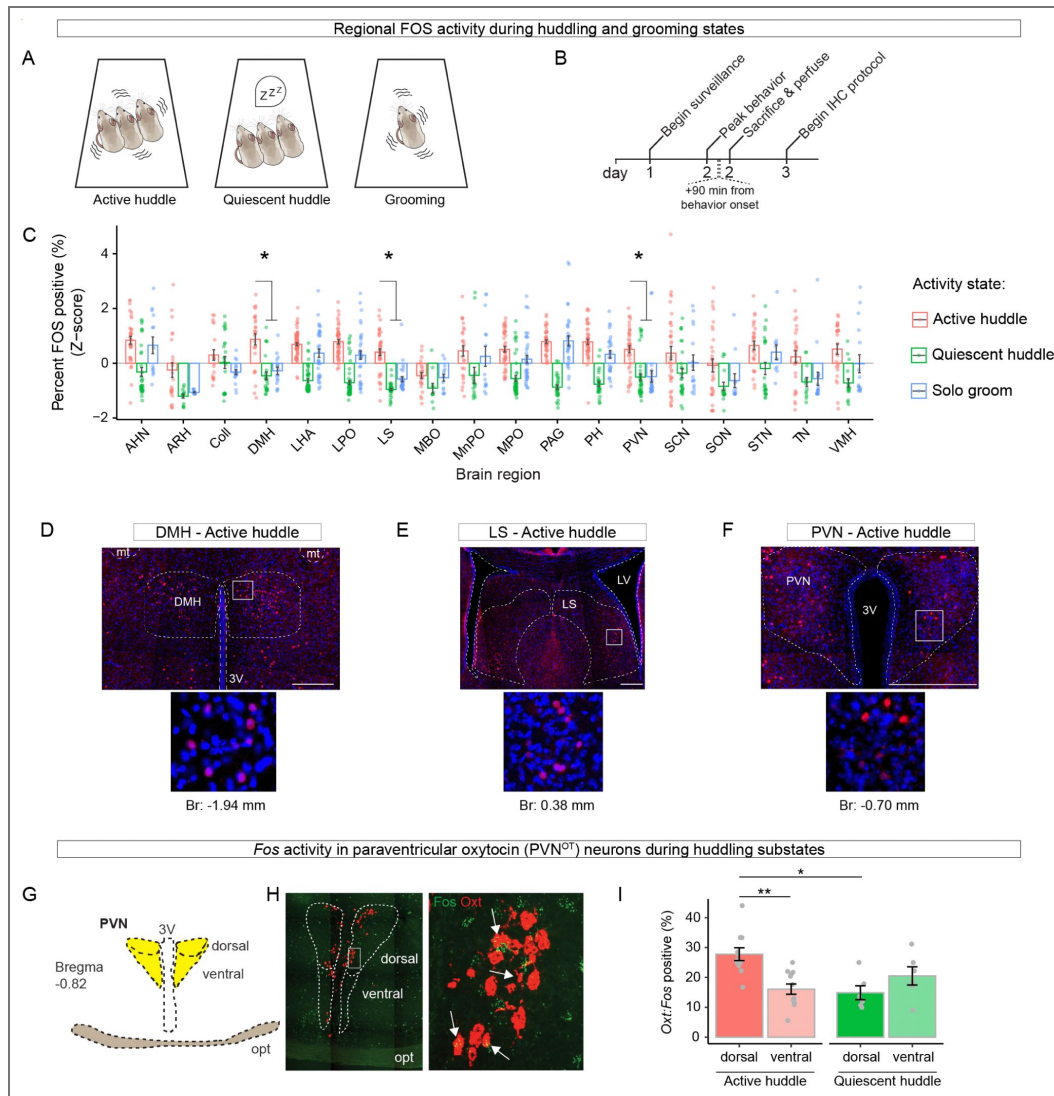 Regional FOS activity during huddling and grooming states
A
zzz
Active huddle
Quiescent huddle
Grooming
B
Begin surveillance
Peak behavior
Sacrifice & perfuse
Begin IHC protocol
day
1
2
2
3
+90 min from
behavior onset
C
Percent FOS positive (%)
(Z-score)
4
2
0
−2
*
*
*
AHN
ARH
Coll
DMH
LHA
LPO
LS
MBO
MnPO
MPO
PAG
PH
PVN
SCN
SON
STN
TN
VMH
Brain region
Activity state:
Active huddle
Quiescent huddle
Solo groom
D
DMH - Active huddle
mt
mt
DMH
3V
Br: -1.94 mm
E
LS - Active huddle
LV
LS
Br: 0.38 mm
F
PVN - Active huddle
PVN
3V
Br: -0.70 mm
Fos activity in paraventricular oxytocin (PVNOT) neurons during huddling substates
G
PVN
3V
dorsal
ventral
Bregma
-0.82
opt
H
dorsal
ventral
opt
Fos Oxt
I
Oxt:Fos positive (%)
40
30
20
10
0
*
**
dorsal
ventral
dorsal
ventral
Active huddle
Quiescent huddle